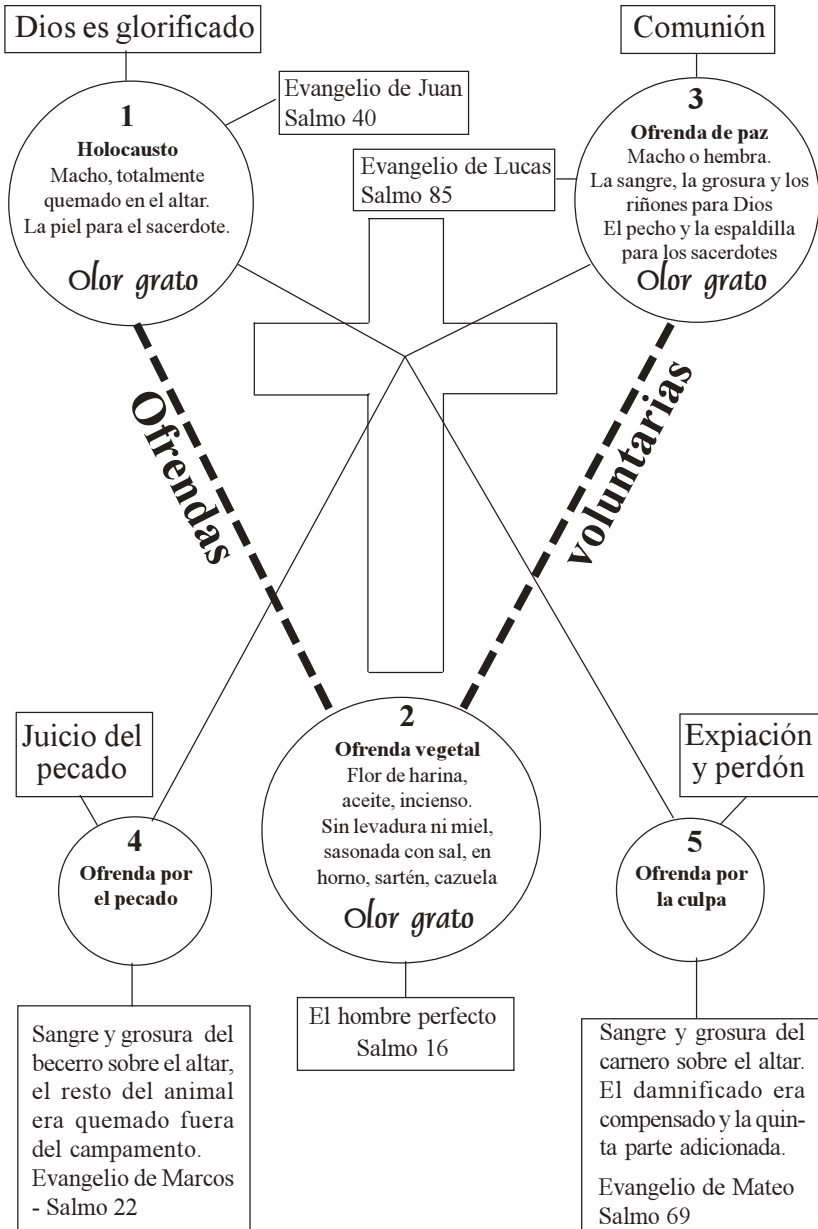 Dios es glorificado
Comunión
1
Holocausto
Macho, totalmente
quemado en el altar.
La piel para el sacerdote.
Olor grato
Evangelio de Juan
Salmo 40
3
Ofrenda de paz
Macho o hembra.
La sangre, la grosura y los
riñones para Dios
El pecho y la espaldilla
para los sacerdotes
Olor grato
Evangelio de Lucas
Salmo 85
Ofrendas
voluntarias
2
Ofrenda vegetal
Flor de harina,
aceite, incienso.
Sin levadura ni miel,
sasonada con sal, en
horno, sartén, cazuela
Olor grato
El hombre perfecto
Salmo 16
Juicio del
pecado
4
Ofrenda por
el pecado
Sangre y grosura del
becerro sobre el altar,
el resto del animal
era quemado fuera
del campamento.
Evangelio de Marcos
- Salmo 22
Expiación
y perdón
5
Ofrenda por
la culpa
Sangre y grosura del
carnero sobre el altar.
El damnificado era
compensado y la quin-
ta parte adicionada.
Evangelio de Mateo
Salmo 69